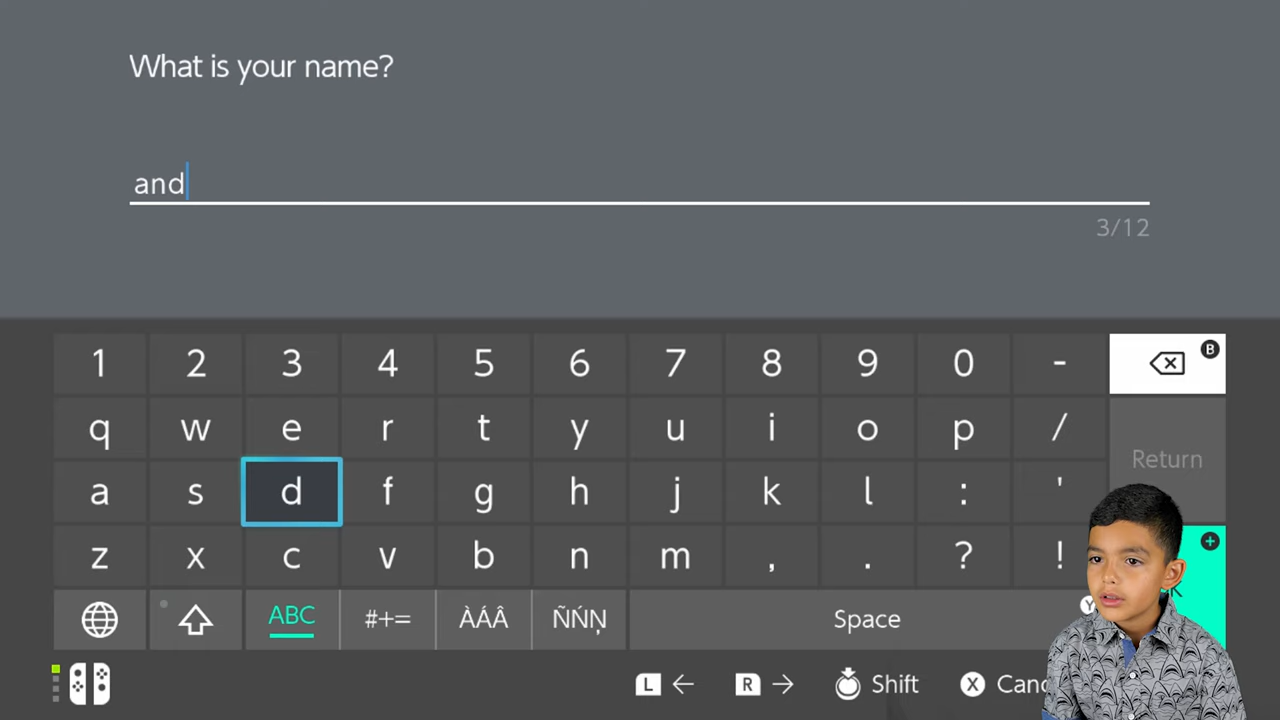 What is your name?
and
3/12
1 2 3 4 5 6 7 8 9 0 - B
q w e r t y u i o p / Return
a s d f g h j k l : '
z x c v b n m , . ? ! +
ABC #+= ÀÁÂ ÑŃŅ Space Y
L ← R → Shift X